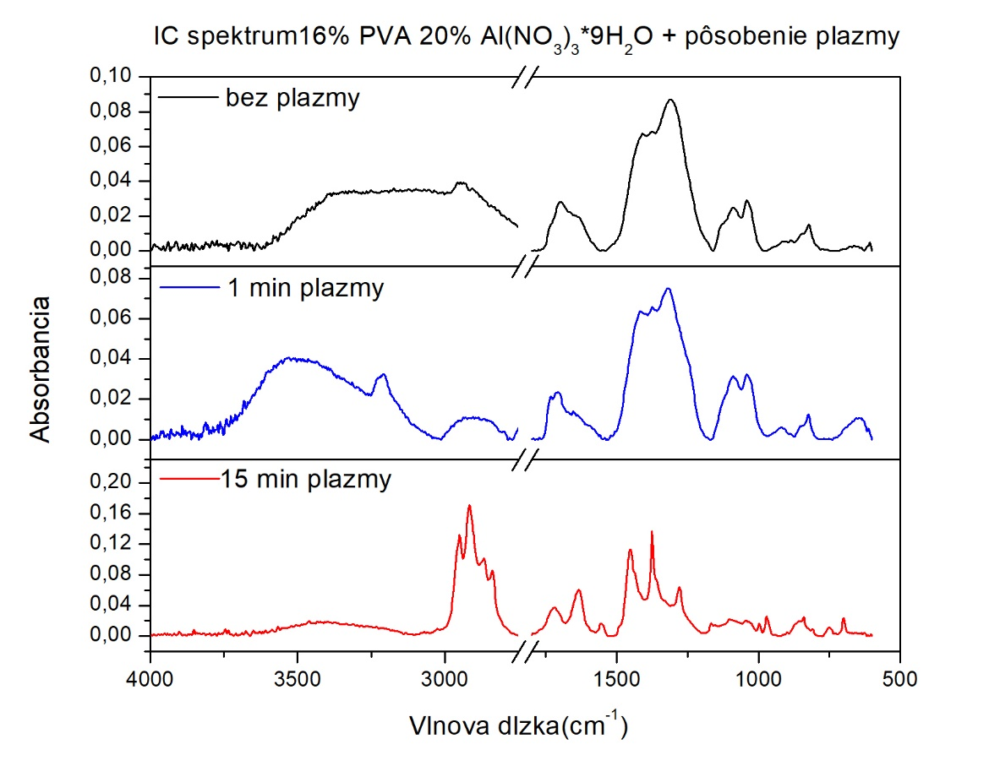 IC spektrum16% PVA 20% Al(NO3)3*9H2O + pôsobenie plazmy
0,10
bez plazmy
0,08
0,06
0,04
0,02
0,00
0,08
1 min plazmy
0,06
0,04
0,02
0,00
Absorbancia
15 min plazmy
0,20
0,16
0,12
0,08
0,04
0,00
4000 3500 3000 1500 1000 500
Vlnova dlzka(cm-1)